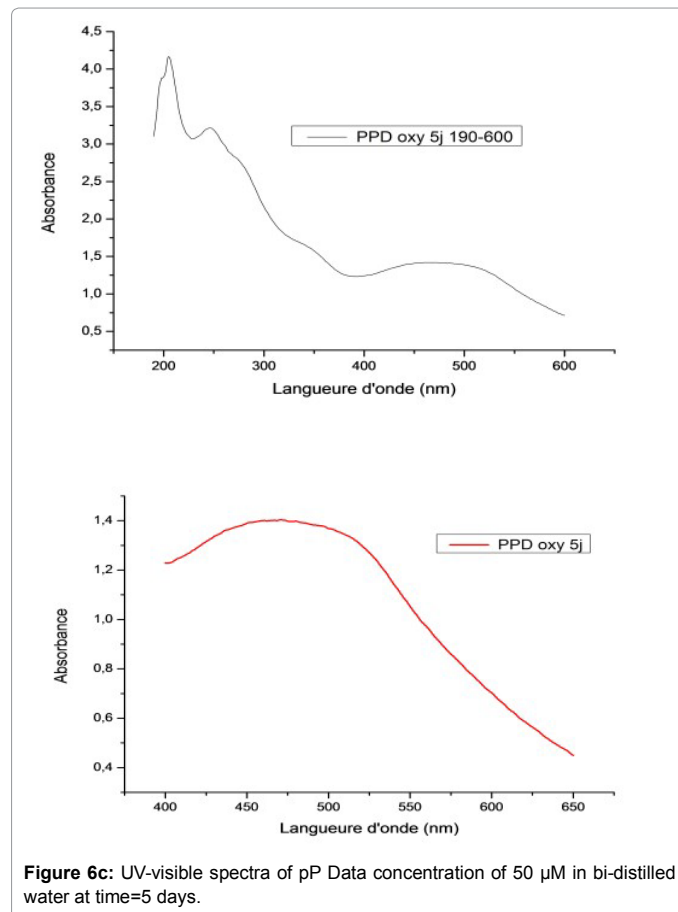 4,5
4,0
3,5
3,0
2,5
2,0
1,5
1,0
0,5
Absorbance
PPD oxy 5j 190-600
200 300 400 500 600
Langueure d'onde (nm)
1,4
1,2
1,0
0,8
0,6
0,4
Absorbance
PPD oxy 5j
400 450 500 550 600 650
Langueure d'onde (nm)
Figure 6c: UV-visible spectra of pP Data concentration of 50 µM in bi-distilled
water at time=5 days.